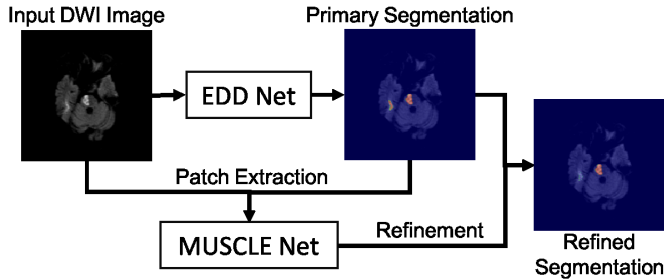 Input DWI Image
Primary Segmentation
EDD Net
Patch Extraction
MUSCLE Net
Refinement
Refined
Segmentation